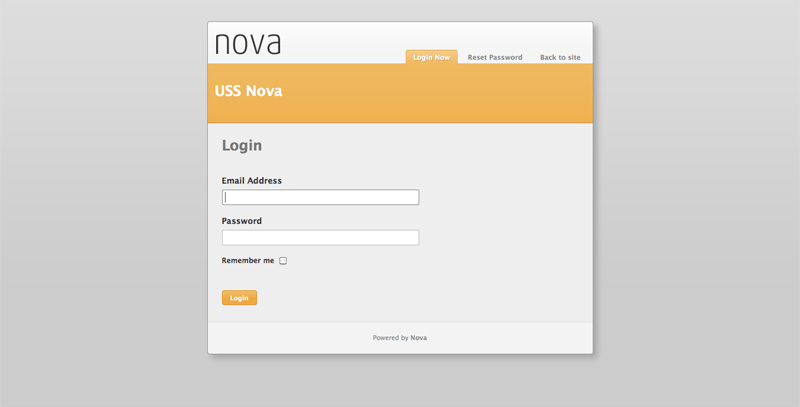 nova
Login Now Reset Password Back to site
USS Nova
Login
Email Address
Password
Remember me
Login
Powered by Nova